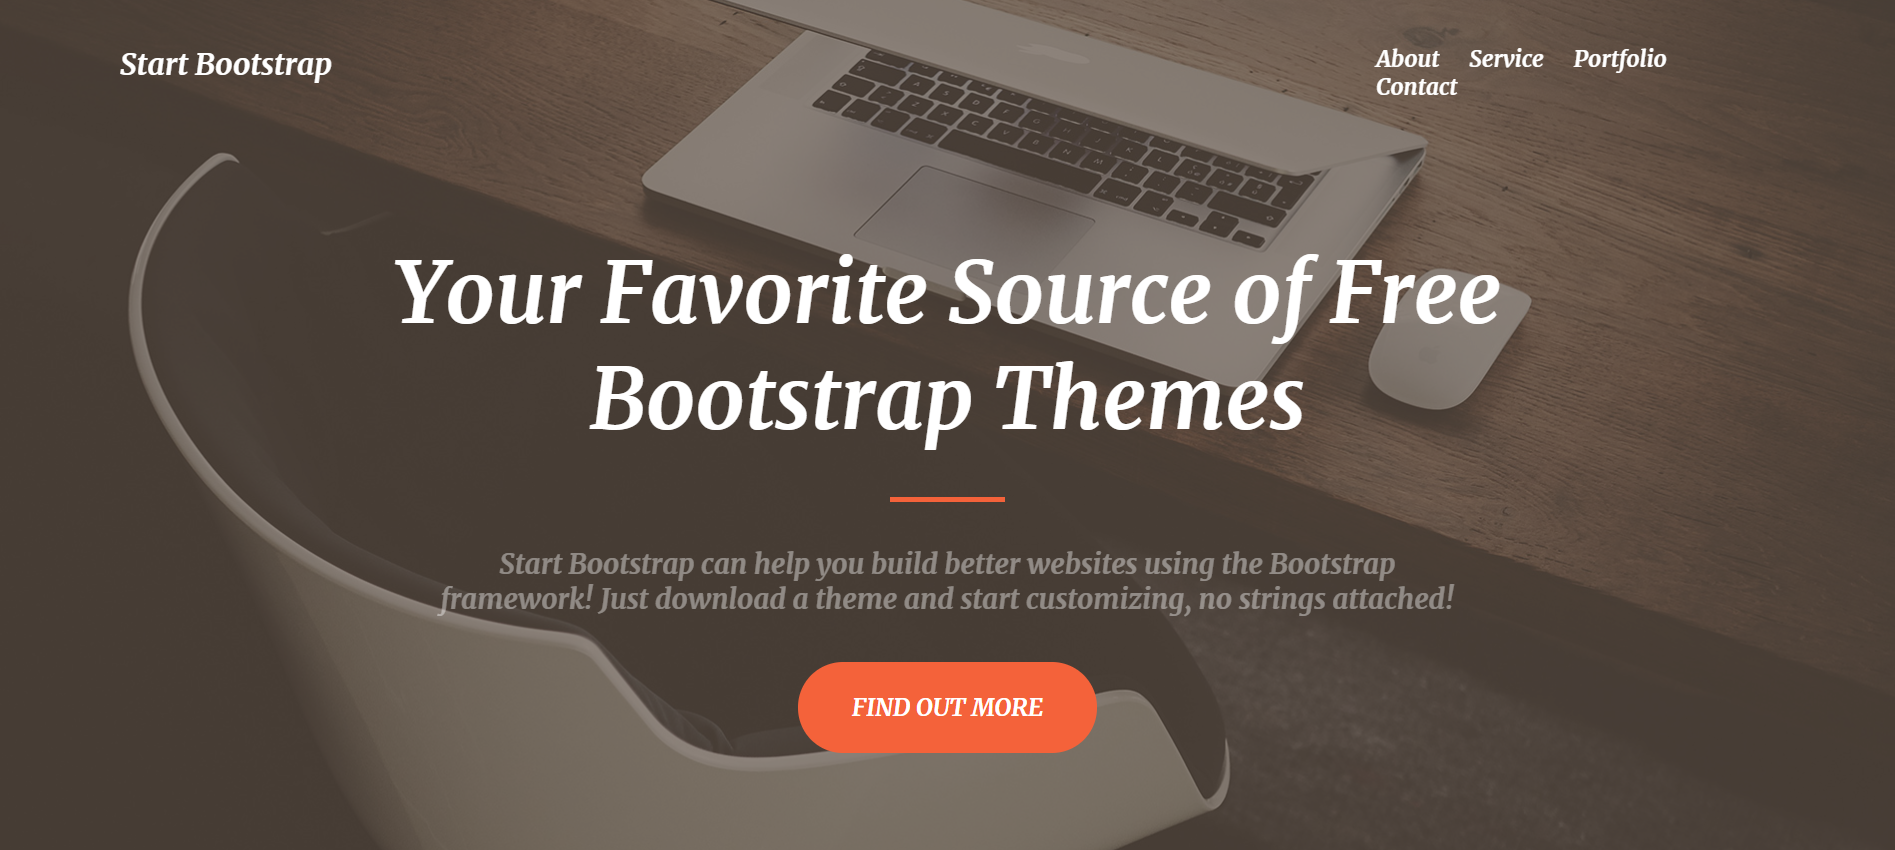 Start Bootstrap
About Service Portfolio
Contact
Your Favorite Source of Free
Bootstrap Themes
Start Bootstrap can help you build better websites using the Bootstrap
framework! Just download a theme and start customizing, no strings attached!
FIND OUT MORE